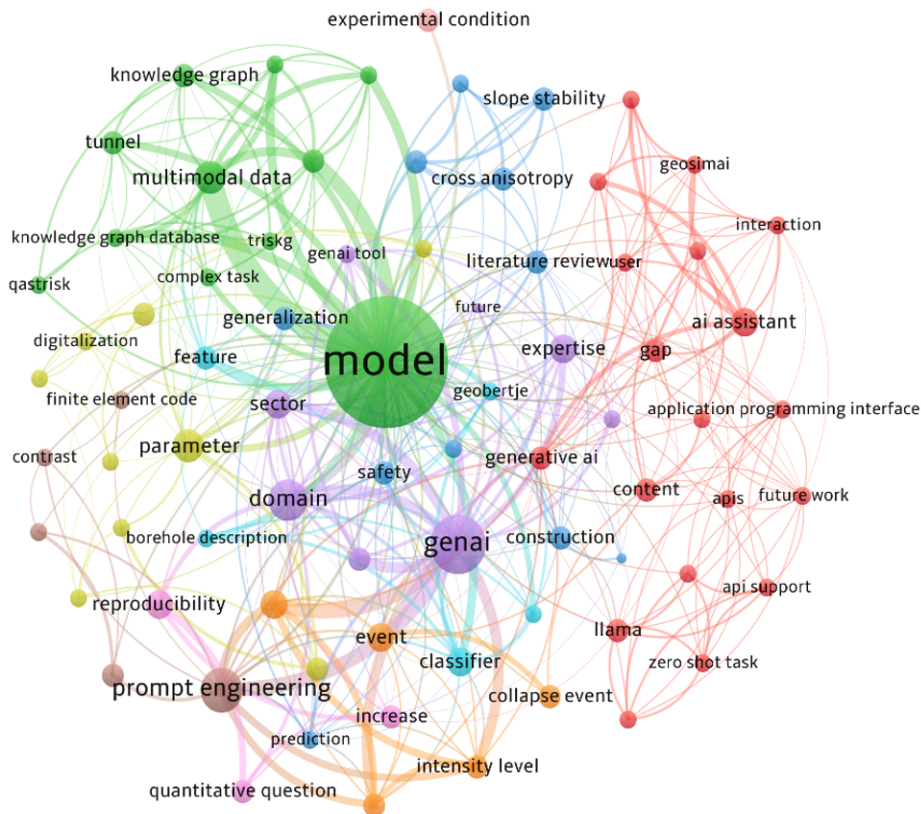 experimental condition
knowledge graph
slope stability
tunnel
geosimai
multimodal data
cross anisotropy
interaction
knowledge graph database
triskg
genai tool
literature review
user
qastrisk
complex task
future
generalization
ai assistant
digitalization
feature
model
expertise
gap
geobertje
finite element code
sector
application programming interface
parameter
contrast
safety
generative ai
content
apis
future work
domain
borehole description
genai
construction
api support
reproducibility
event
llama
classifier
zero shot task
prompt engineering
collapse event
increase
prediction
intensity level
quantitative question